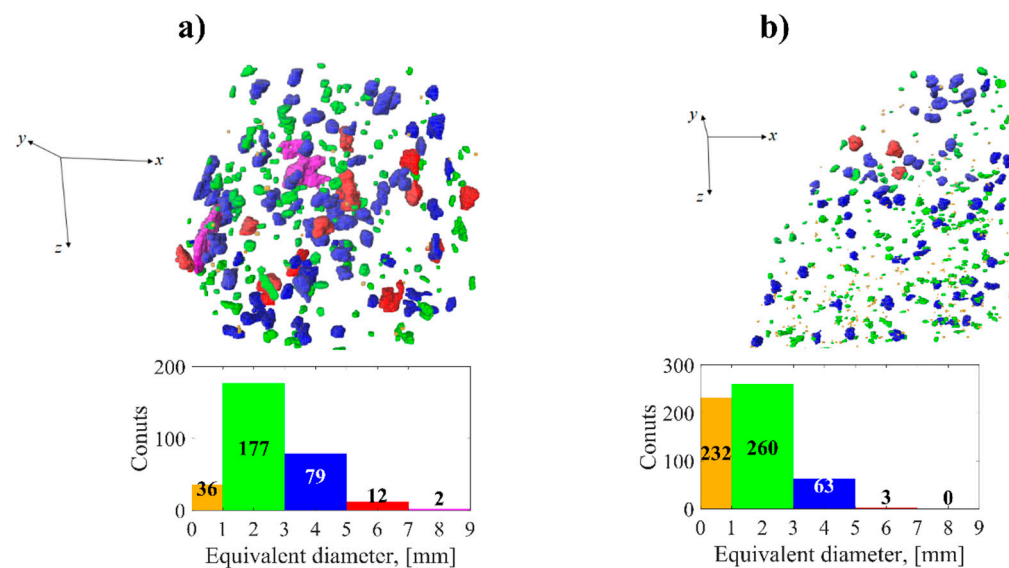 a)
y
x
z
200
100
0
36
177
79
12
2
0 1 2 3 4 5 6 7 8 9
Conuts
Equivalent diameter, [mm]
b)
y
x
z
300
200
100
0
232
260
63
3
0
0 1 2 3 4 5 6 7 8 9
Conuts
Equivalent diameter, [mm]